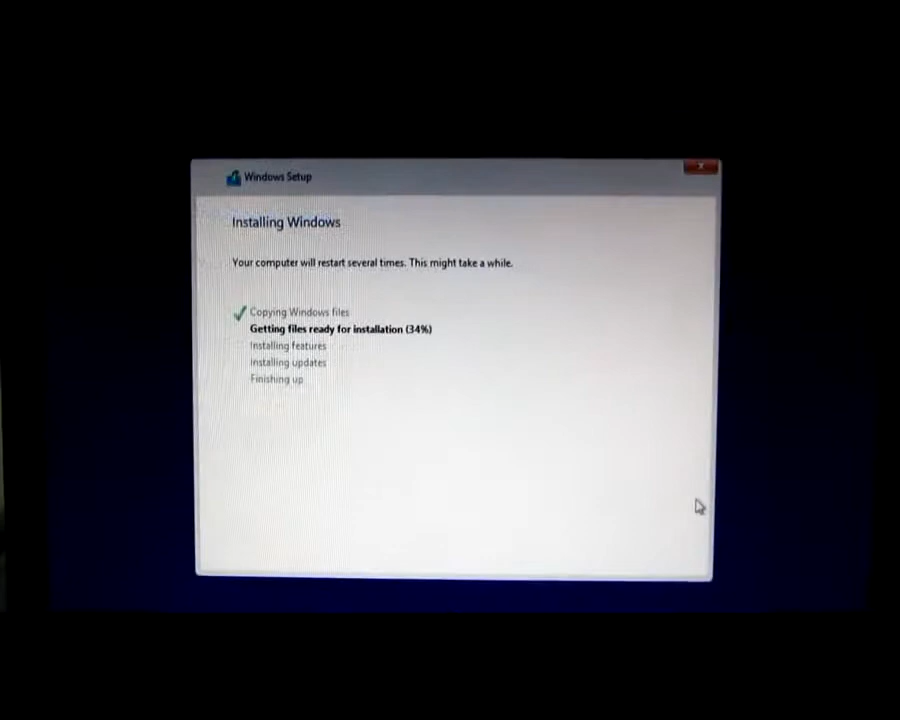 Windows Setup
Installing Windows
Your computer will restart several times. This might take a while.
Copying Windows files
Getting files ready for installation (34%)
Installing features
Installing updates
Finishing up